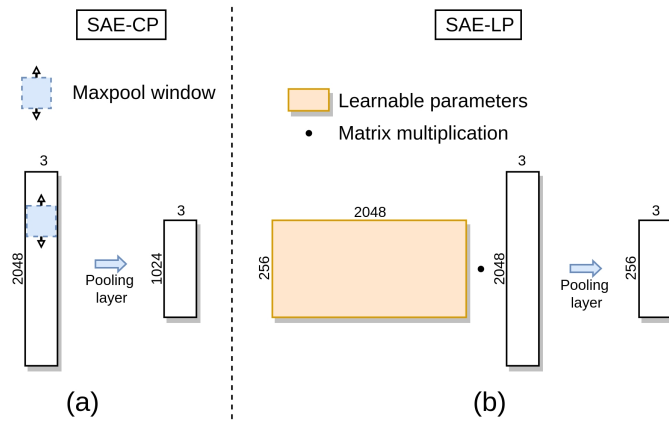 SAE-CP
Maxpool window
3
2048
Pooling
layer
3
1024
(a)
SAE-LP
Learnable parameters
Matrix multiplication
2048
256
3
2048
Pooling
layer
3
256
(b)